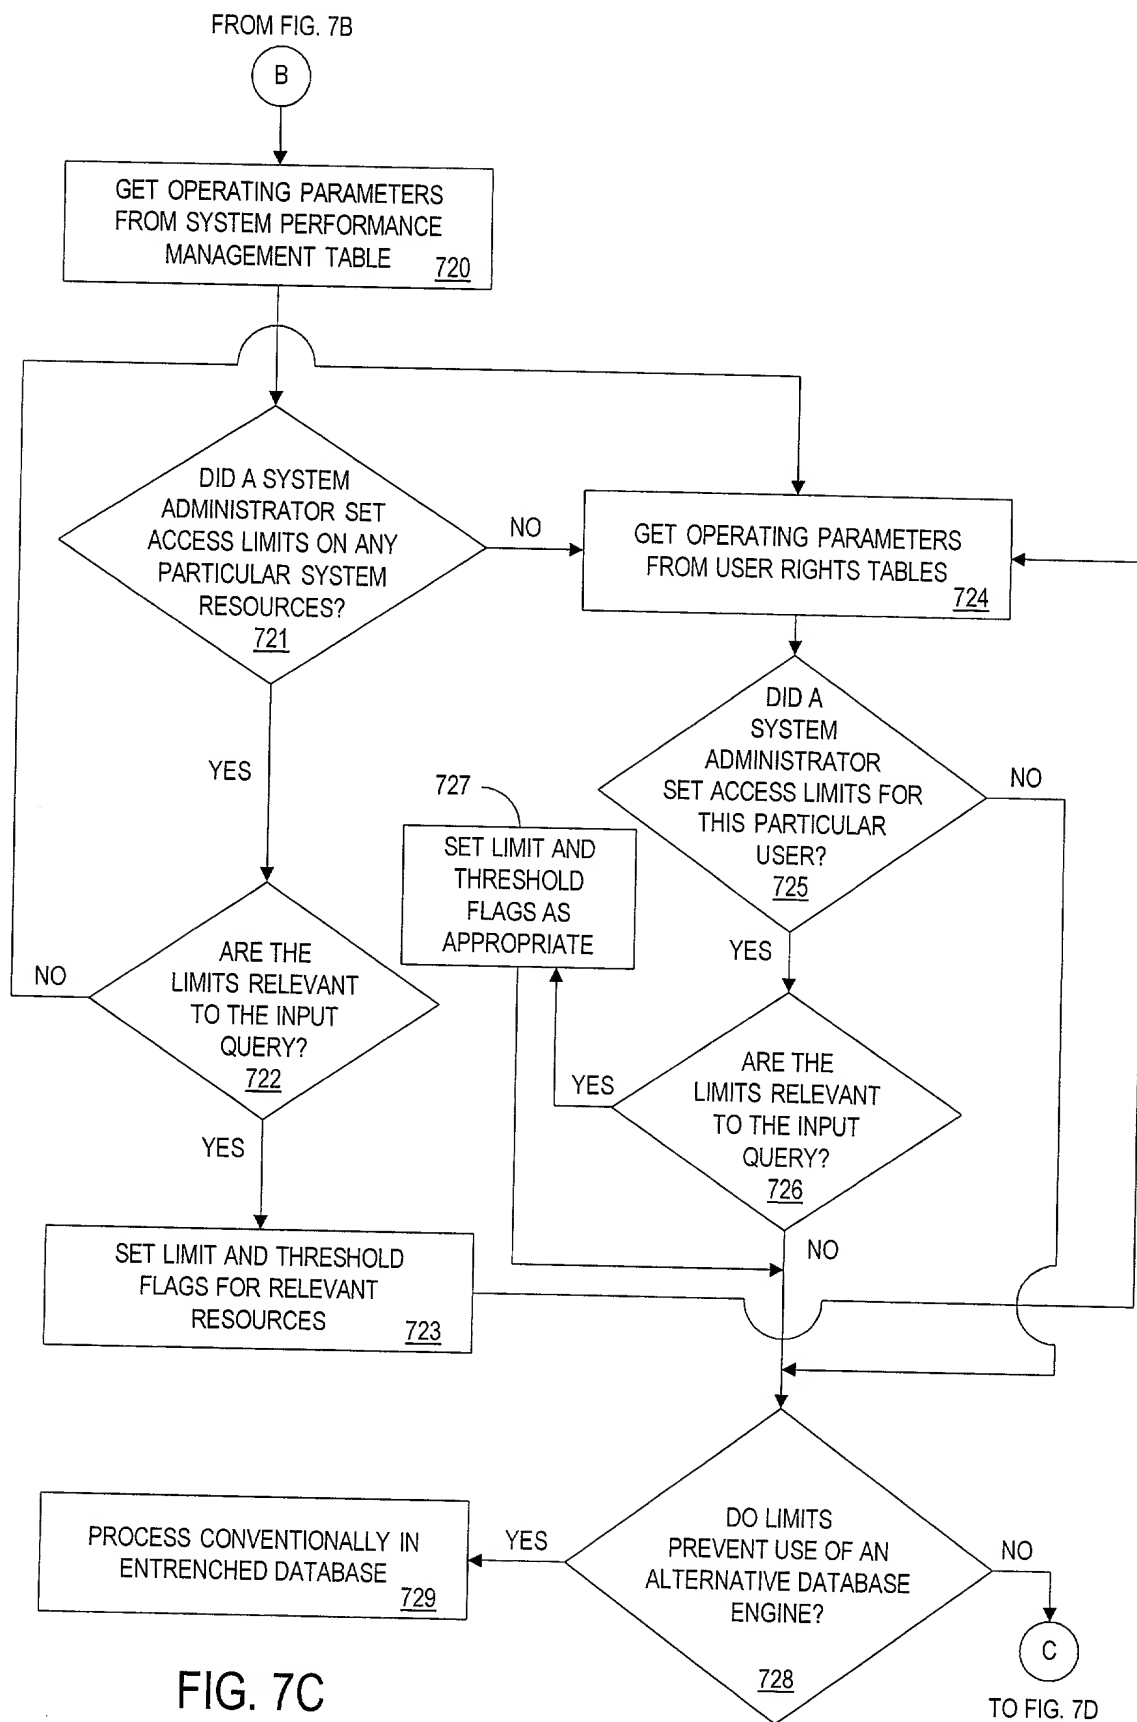 FROM FIG. 7B
B
GET OPERATING PARAMETERS
FROM SYSTEM PERFORMANCE
MANAGEMENT TABLE
720
DID A SYSTEM
ADMINISTRATOR SET
ACCESS LIMITS ON ANY
PARTICULAR SYSTEM
RESOURCES?
721
NO
YES
GET OPERATING PARAMETERS
FROM USER RIGHTS TABLES
724
DID A
SYSTEM
ADMINISTRATOR
SET ACCESS LIMITS FOR
THIS PARTICULAR
USER?
725
NO
YES
727
SET LIMIT AND
THRESHOLD
FLAGS AS
APPROPRIATE
ARE THE
LIMITS RELEVANT
TO THE INPUT
QUERY?
722
NO
YES
ARE THE
LIMITS RELEVANT
TO THE INPUT
QUERY?
726
YES
NO
SET LIMIT AND THRESHOLD
FLAGS FOR RELEVANT
RESOURCES
723
DO LIMITS
PREVENT USE OF AN
ALTERNATIVE DATABASE
ENGINE?
728
YES
NO
PROCESS CONVENTIONALLY IN
ENTRENCHED DATABASE
729
C
TO FIG. 7D
FIG. 7C